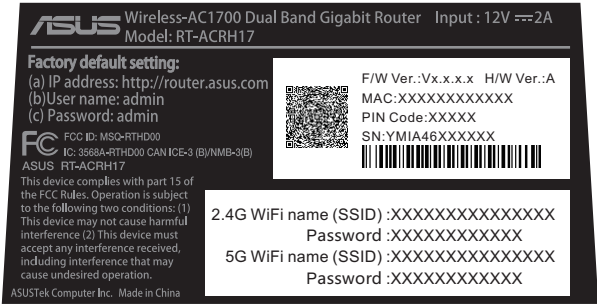 ASUS Wireless-AC1700 Dual Band Gigabit Router Input : 12V ⎓2A
Model: RT-ACRH17
Factory default setting:
(a) IP address: http://router.asus.com
(b)User name: admin
(c) Password: admin
FC FCC ID: MSQ-RTHD00
IC: 3568A-RTHD00 CAN ICE-3 (B)/NMB-3(B)
ASUS RT-ACRH17
This device complies with part 15 of
the FCC Rules. Operation is subject
to the following two conditions: (1)
This device may not cause harmful
interference (2) This device must
accept any interference received,
including interference that may
cause undesired operation.
ASUSTek Computer Inc. Made in China
F/W Ver.:Vx.x.x.x H/W Ver.:A
MAC:XXXXXXXXXXXX
PIN Code:XXXXX
SN:YMIA46XXXXXX
2.4G WiFi name (SSID) :XXXXXXXXXXXXXXX
Password :XXXXXXXXXXXX
5G WiFi name (SSID) :XXXXXXXXXXXXXXX
Password :XXXXXXXXXXXX